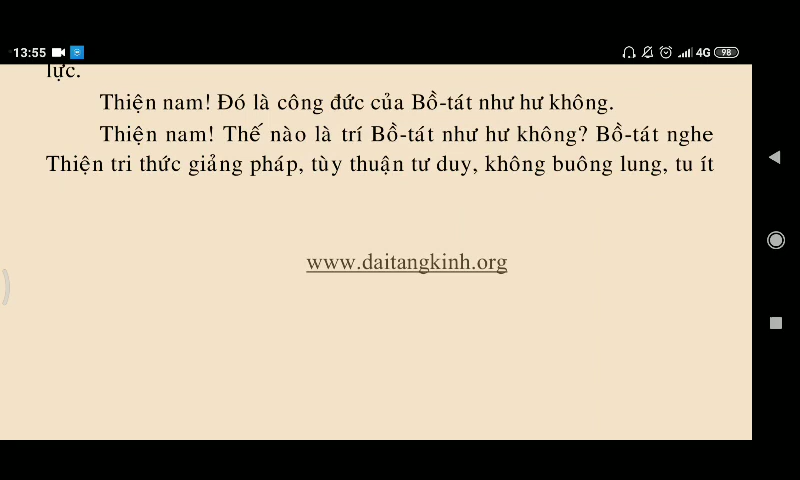 13:55 4G 98
lực.
Thiện nam! Đó là công đức của Bồ-tát như hư không.
Thiện nam! Thế nào là trí Bồ-tát như hư không? Bồ-tát nghe
Thiện tri thức giảng pháp, tùy thuận tư duy, không buông lung, tu ít
www.daitangkinh.org